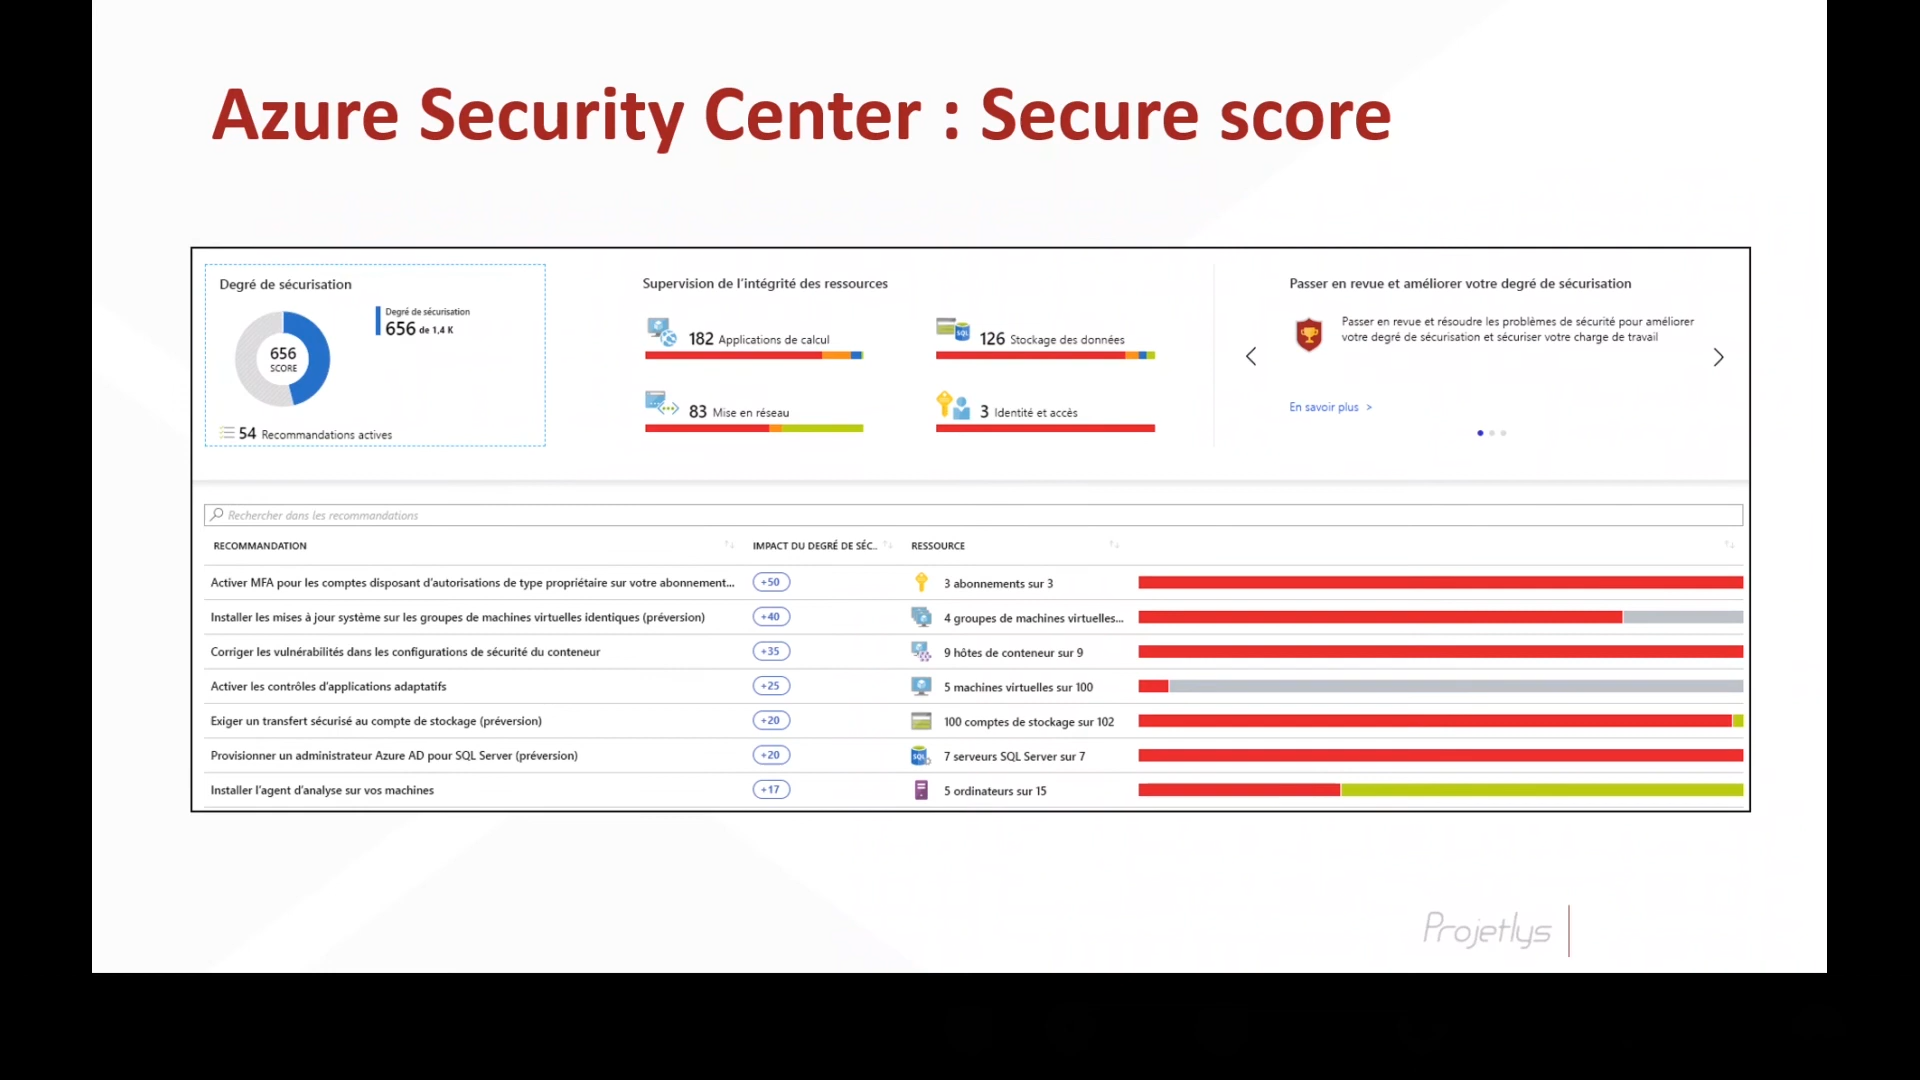 Azure Security Center : Secure score
Degré de sécurisation
656
SCORE
Degré de sécurisation
656 de 1,4 K
54 Recommandations actives
Supervision de l'intégrité des ressources
182 Applications de calcul
126 Stockage des données
83 Mise en réseau
3 Identité et accès
Passer en revue et améliorer votre degré de sécurisation
Passer en revue et résoudre les problèmes de sécurité pour améliorer
votre degré de sécurisation et sécuriser votre charge de travail
En savoir plus >
Rechercher dans les recommandations
RECOMMANDATION IMPACT DU DEGRÉ DE SÉC... RESSOURCE
Activer MFA pour les comptes disposant d'autorisations de type propriétaire sur votre abonnement... +50 3 abonnements sur 3
Installer les mises à jour système sur les groupes de machines virtuelles identiques (préversion) +40 4 groupes de machines virtuelles...
Corriger les vulnérabilités dans les configurations de sécurité du conteneur +35 9 hôtes de conteneur sur 9
Activer les contrôles d'applications adaptatifs +25 5 machines virtuelles sur 100
Exiger un transfert sécurisé au compte de stockage (préversion) +20 100 comptes de stockage sur 102
Provisionner un administrateur Azure AD pour SQL Server (préversion) +20 7 serveurs SQL Server sur 7
Installer l'agent d'analyse sur vos machines +17 5 ordinateurs sur 15
Projetlys